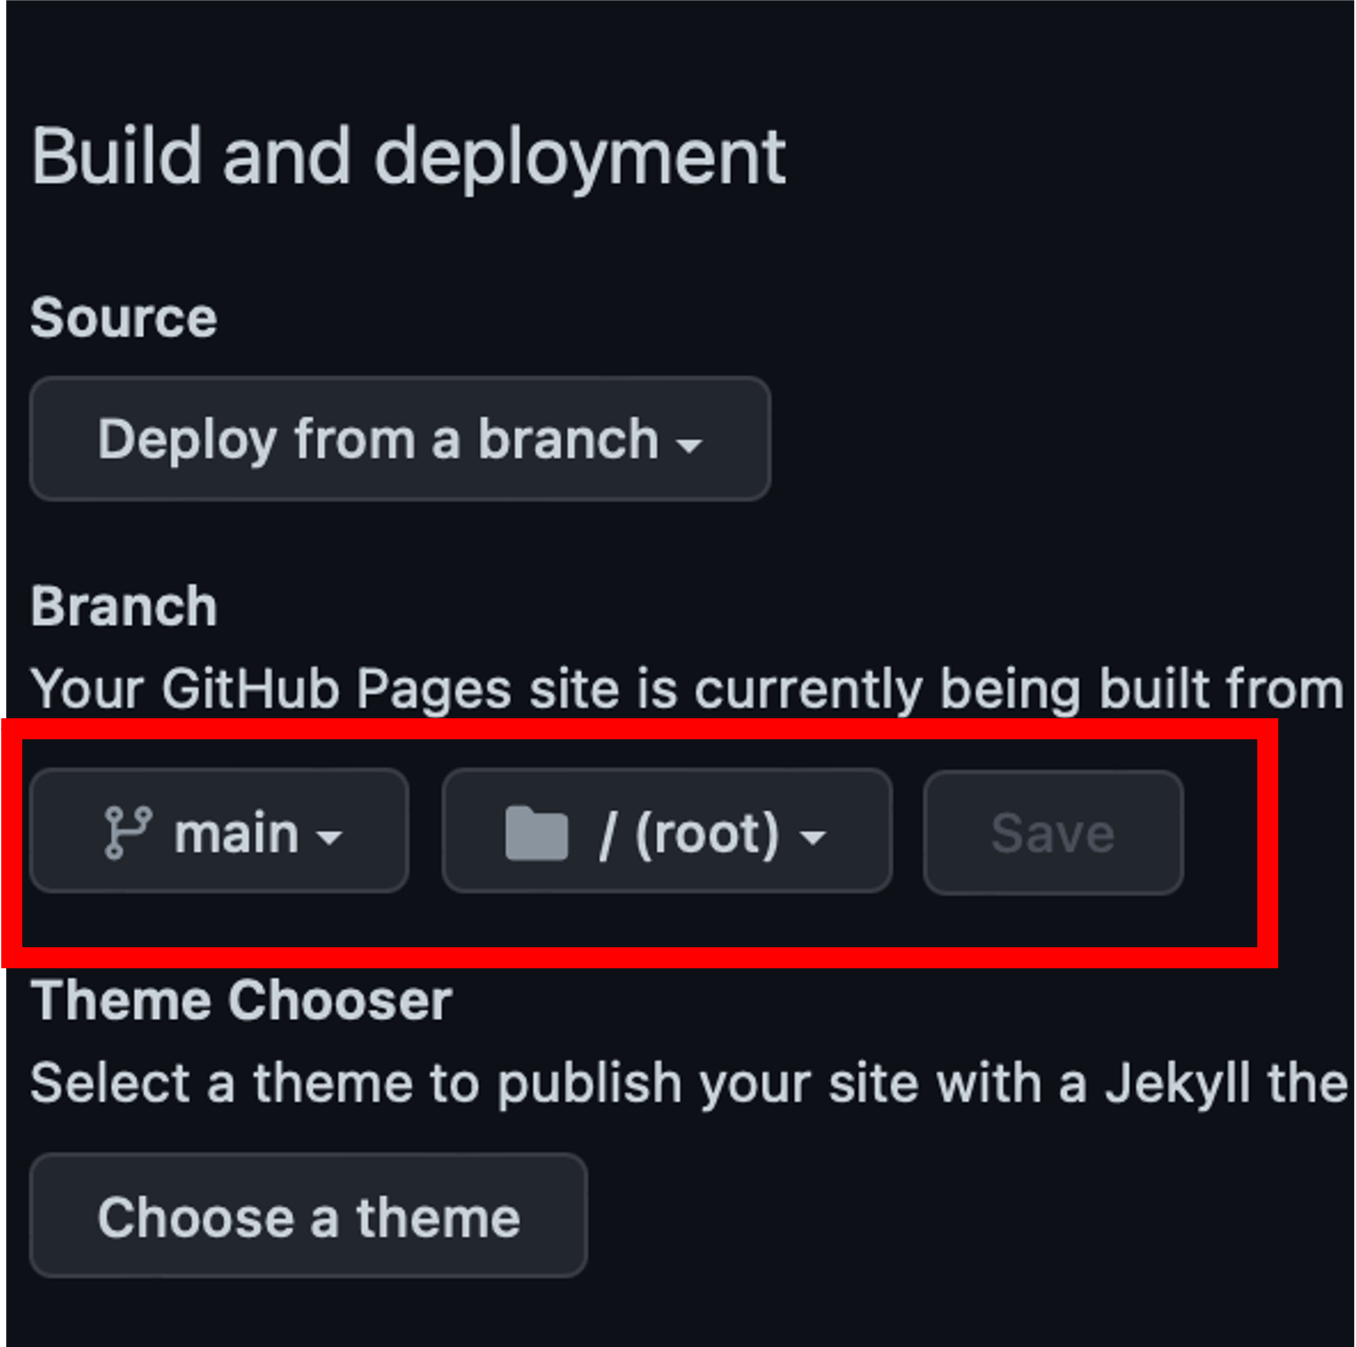 Build and deployment
Source
Deploy from a branch
Branch
Your GitHub Pages site is currently being built from
main / (root) Save
Theme Chooser
Select a theme to publish your site with a Jekyll the
Choose a theme